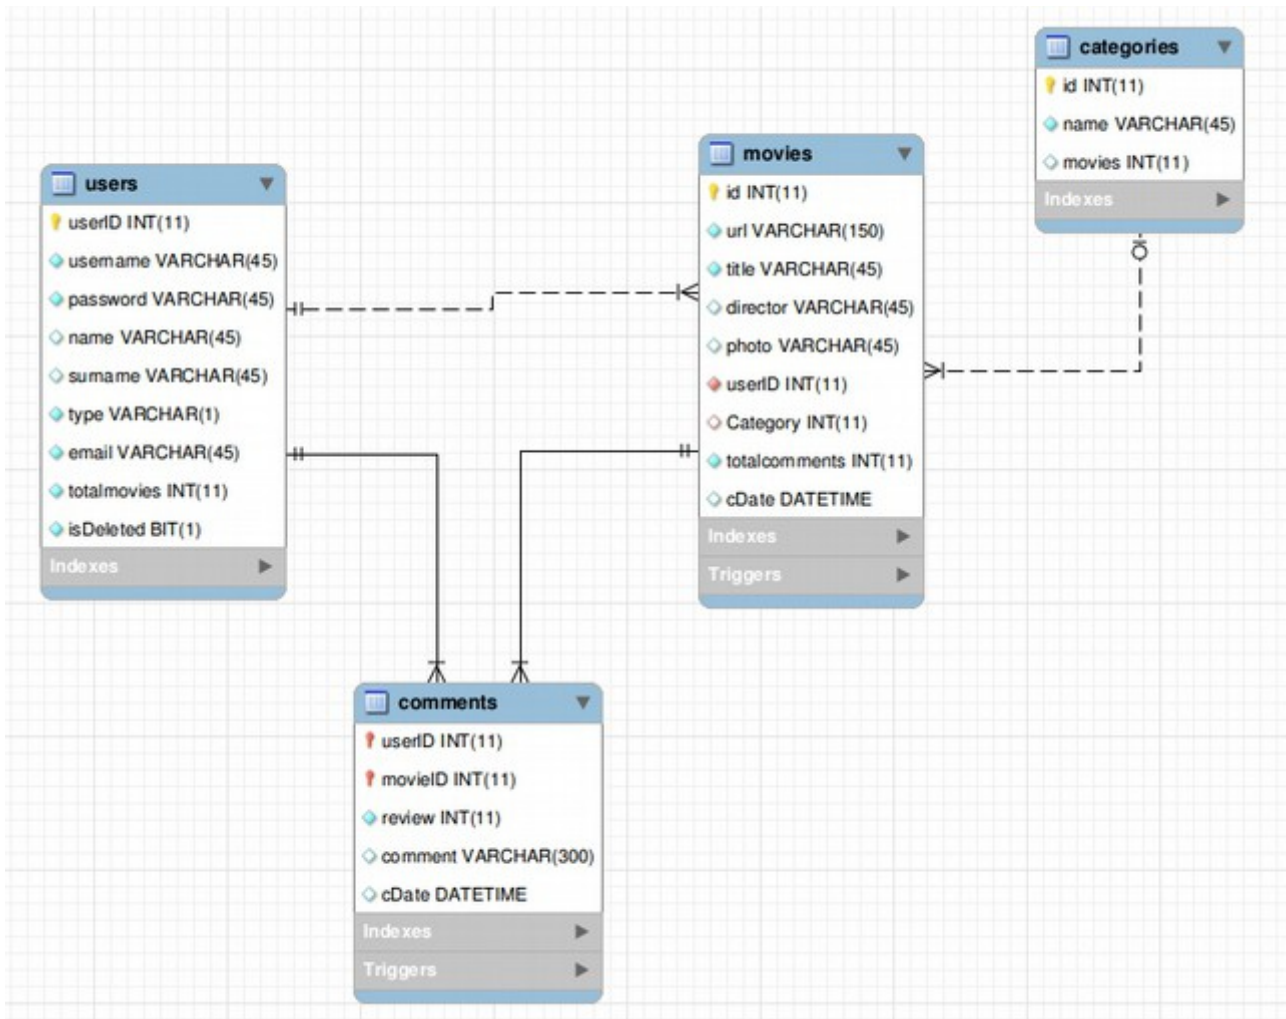 categories
id INT(11)
name VARCHAR(45)
movies INT(11)
Indexes
movies
id INT(11)
url VARCHAR(150)
title VARCHAR(45)
director VARCHAR(45)
photo VARCHAR(45)
userID INT(11)
Category INT(11)
totalcomments INT(11)
cDate DATETIME
Indexes
Triggers
users
userID INT(11)
username VARCHAR(45)
password VARCHAR(45)
name VARCHAR(45)
surname VARCHAR(45)
type VARCHAR(1)
email VARCHAR(45)
totalmovies INT(11)
isDeleted BIT(1)
Indexes
comments
userID INT(11)
movieID INT(11)
review INT(11)
comment VARCHAR(300)
cDate DATETIME
Indexes
Triggers